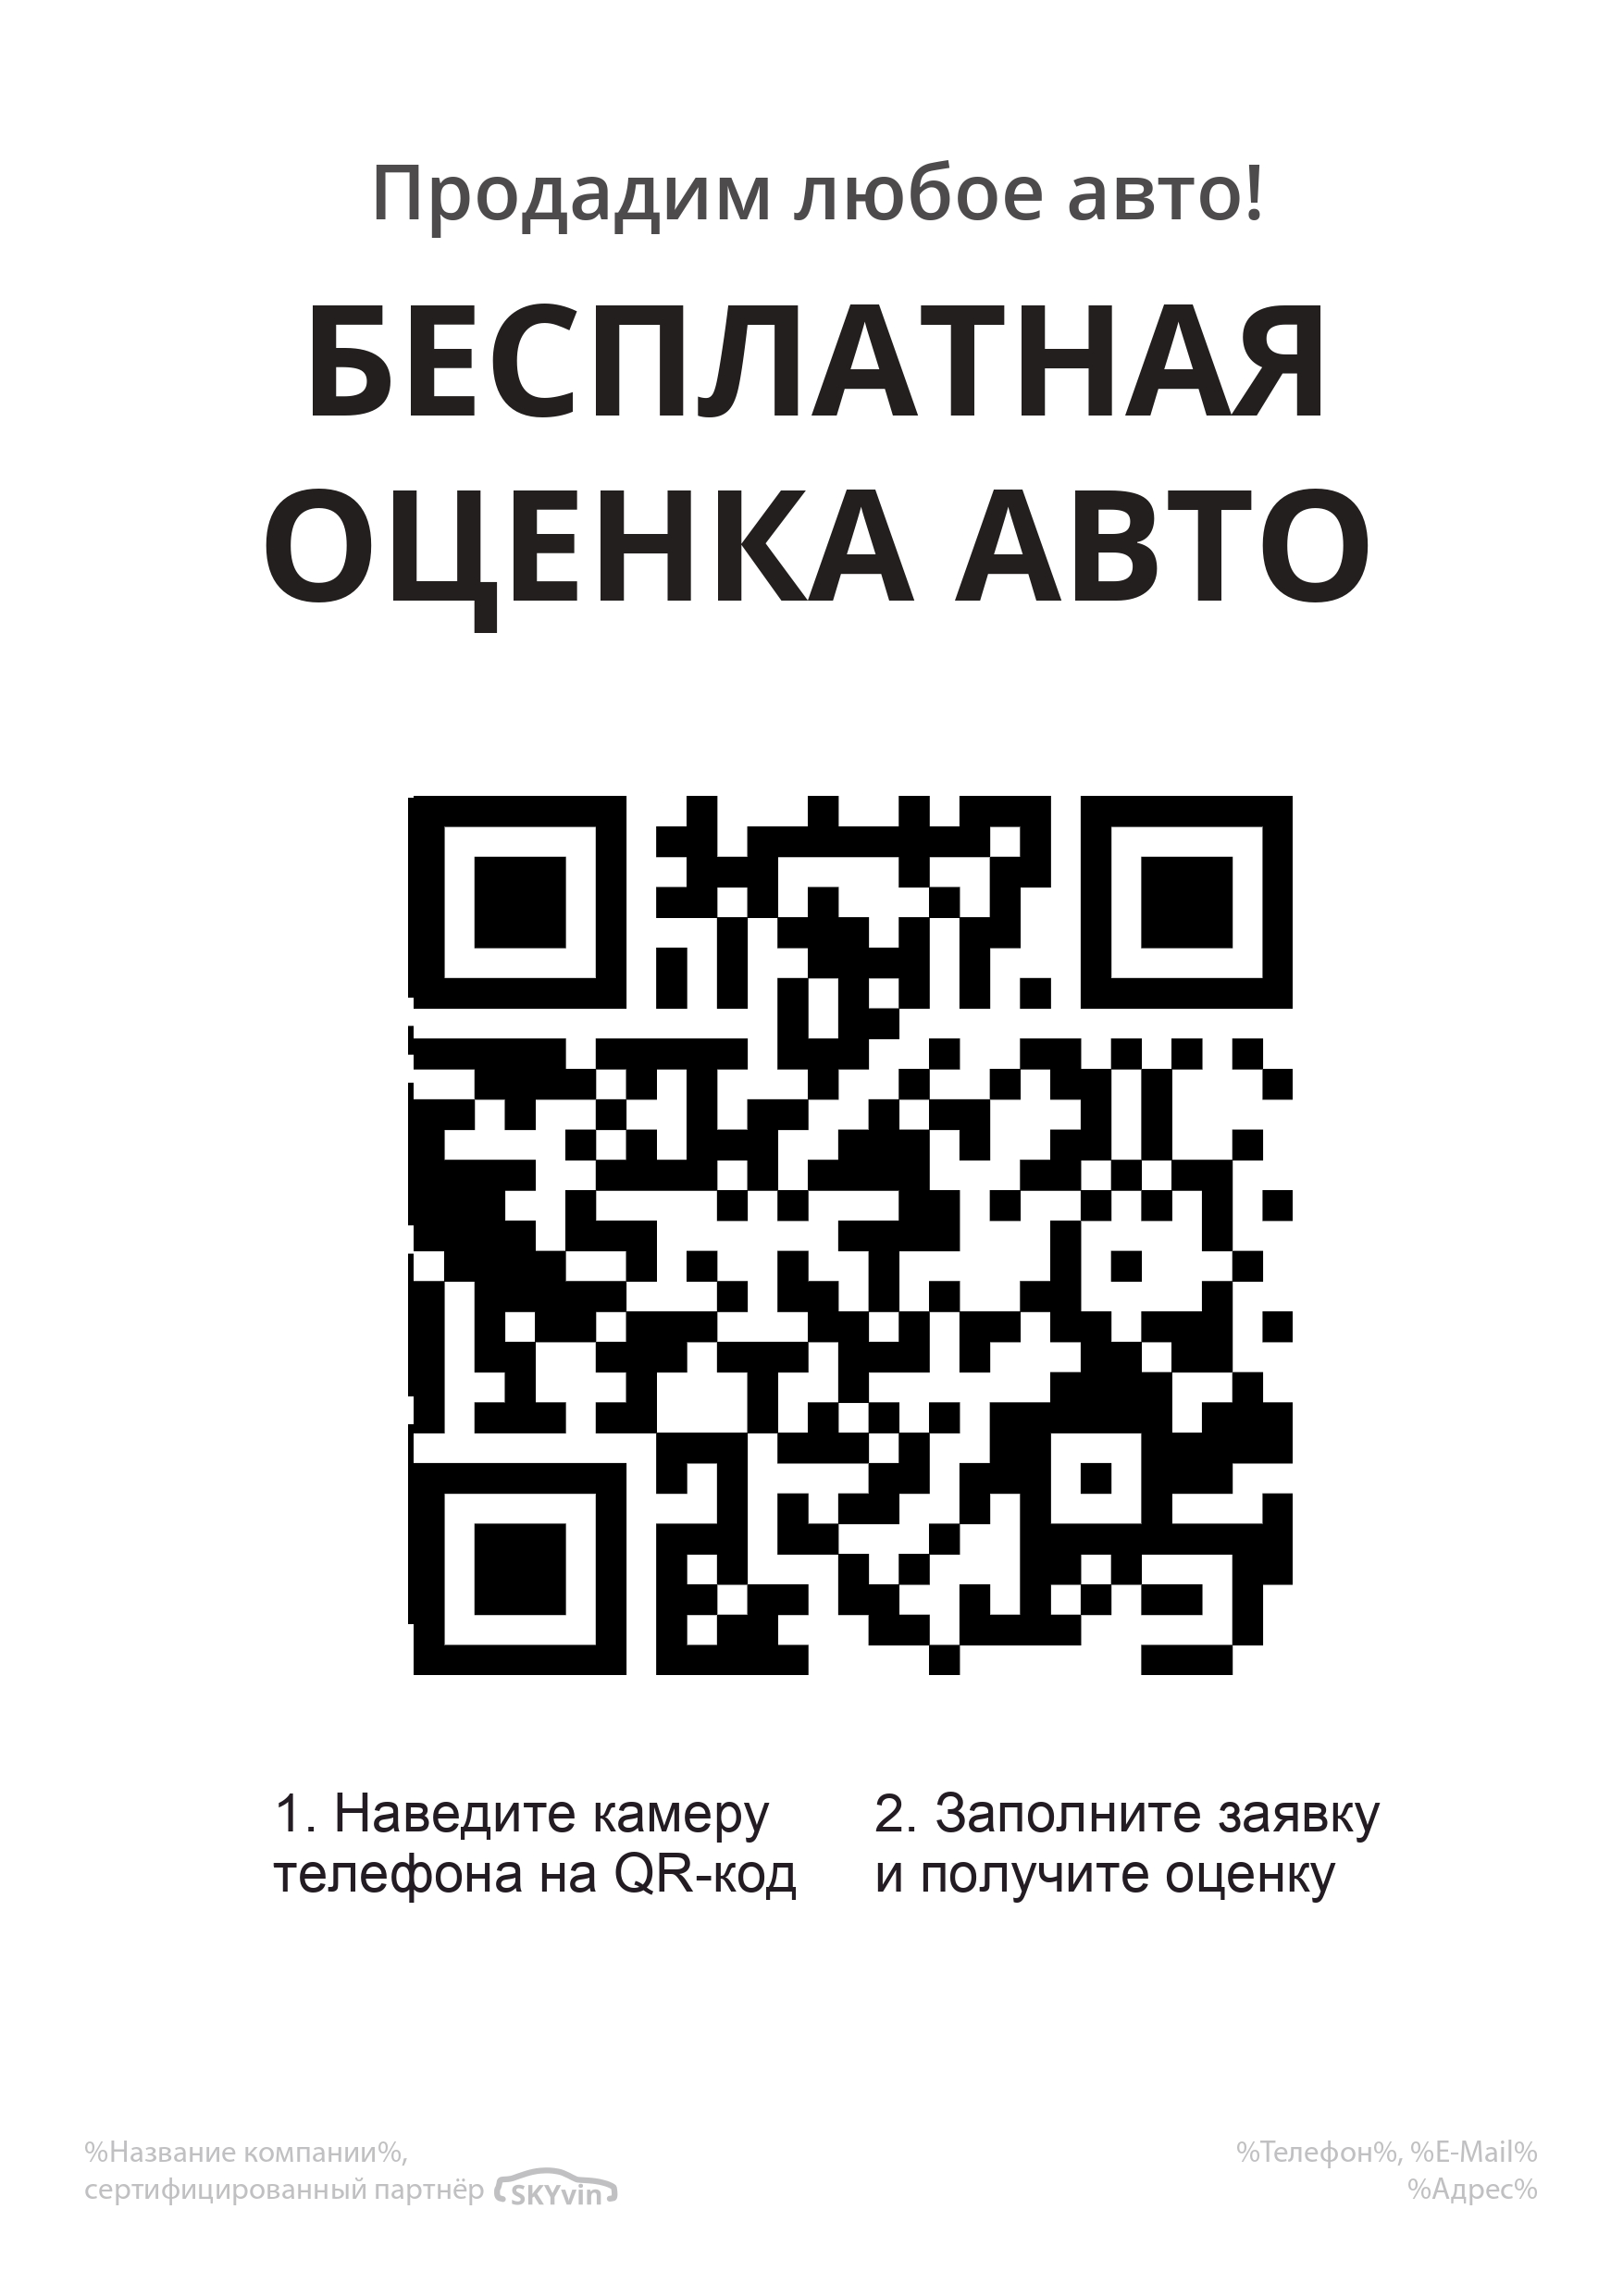 Продадим любое авто!
БЕСПЛАТНАЯ
ОЦЕНКА АВТО
1. Наведите камеру
телефона на QR-код
2. Заполните заявку
и получите оценку
%Название компании%,
сертифицированный партнёр SKYvin
%Телефон%, %E-Mail%
%Адрес%